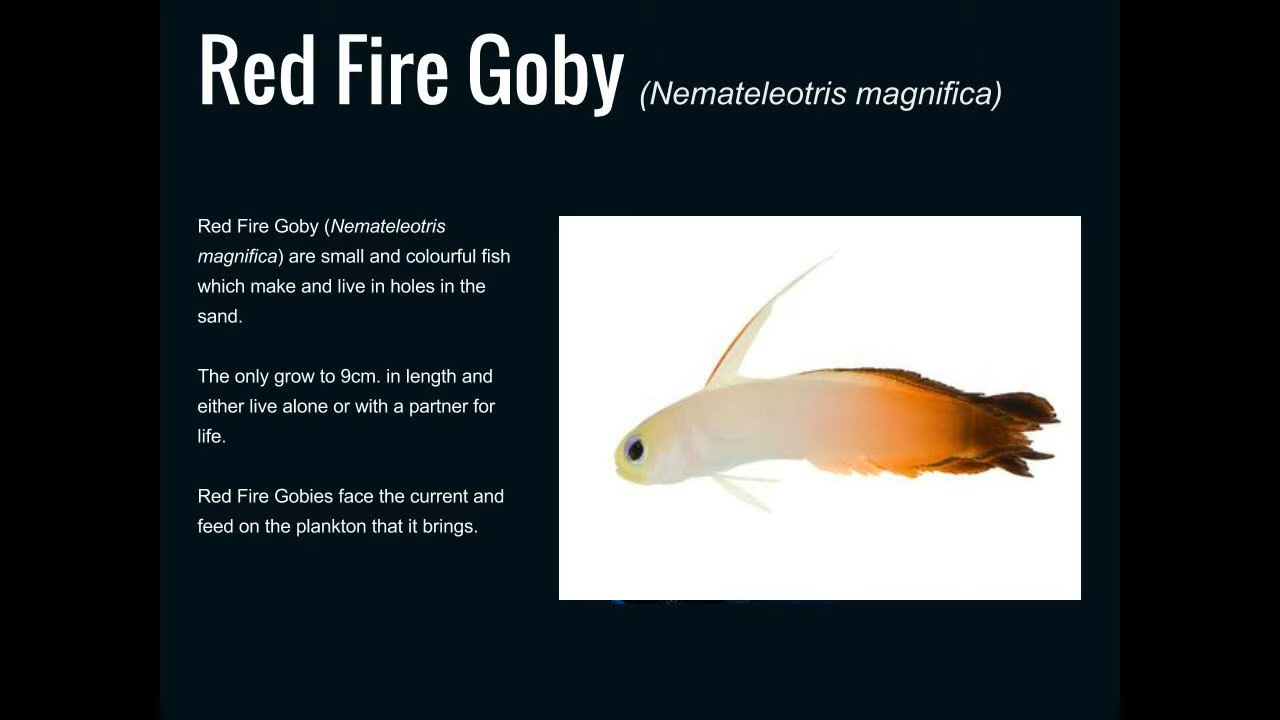 Red Fire Goby (Nemateleotris magnifica)
Red Fire Goby (Nemateleotris
magnifica) are small and colourful fish
which make and live in holes in the
sand.
The only grow to 9cm. in length and
either live alone or with a partner for
life.
Red Fire Gobies face the current and
feed on the plankton that it brings.